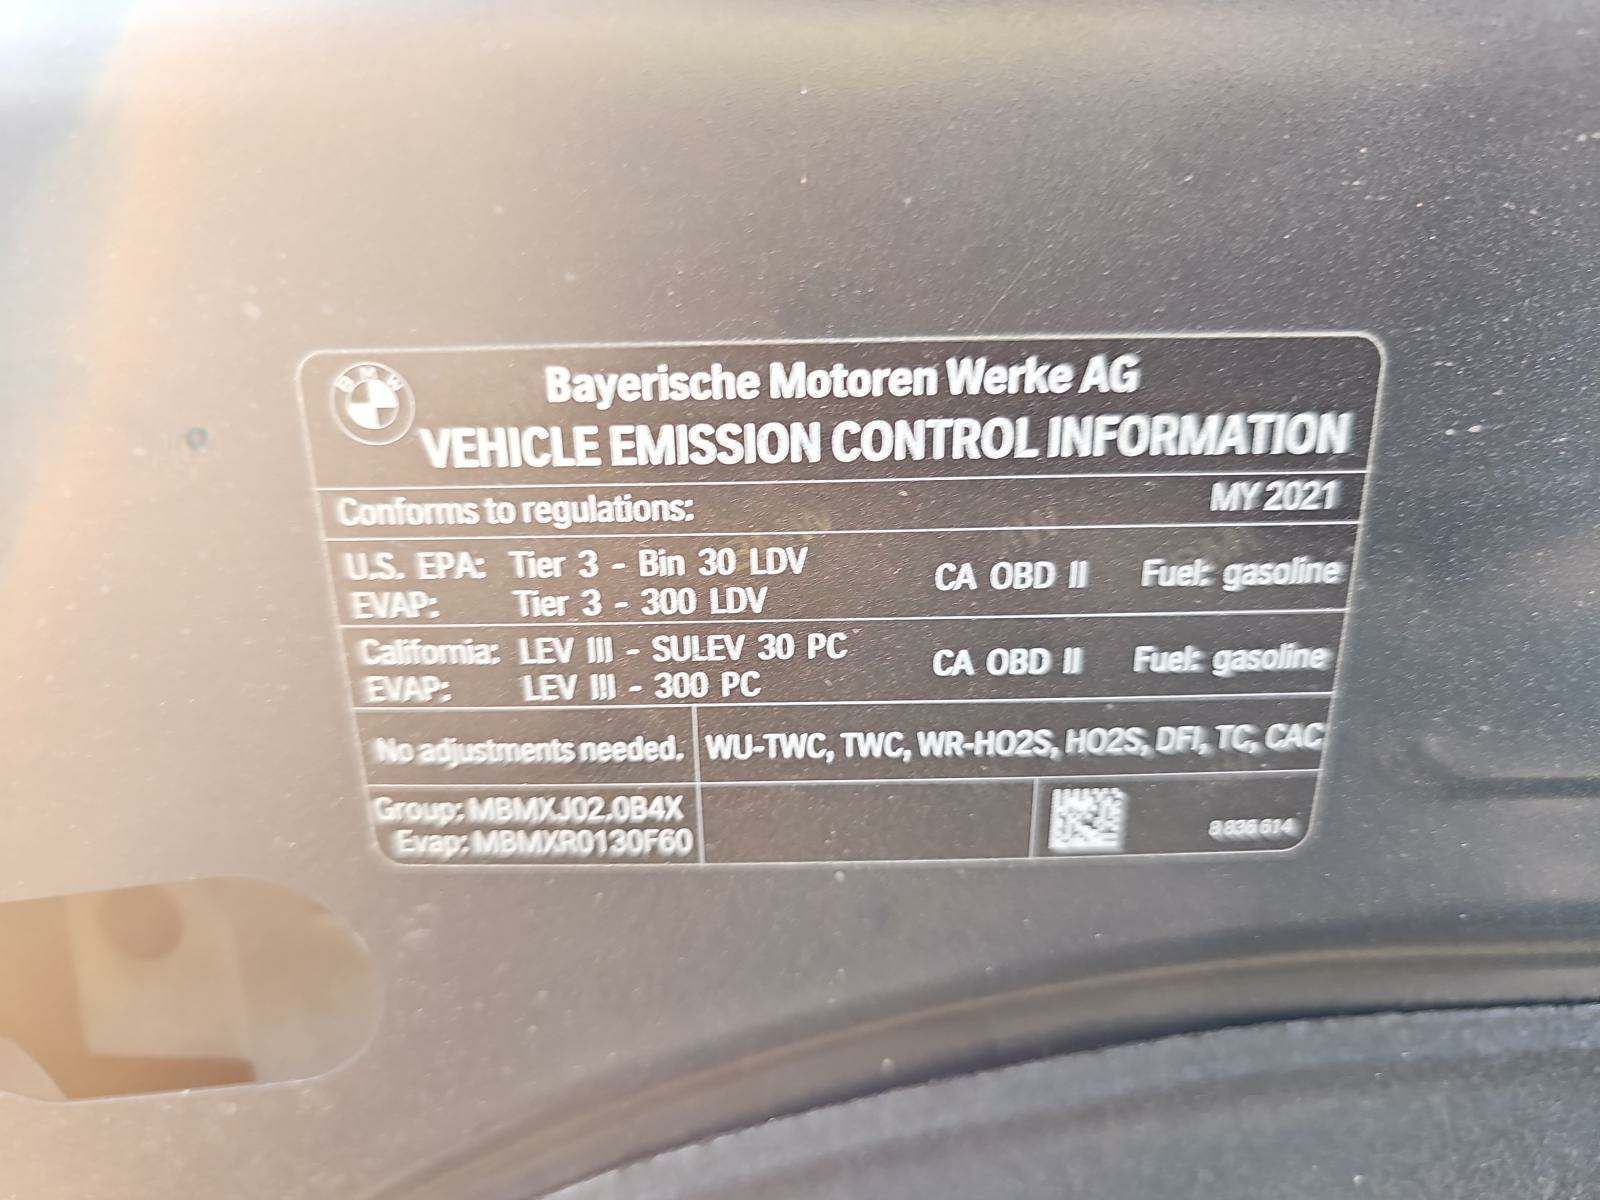 BMW
Bayerische Motoren Werke AG
VEHICLE EMISSION CONTROL INFORMATION
Conforms to regulations: MY 2021
U.S. EPA: Tier 3 - Bin 30 LDV CA OBD II Fuel: gasoline
EVAP: Tier 3 - 300 LDV
California: LEV III - SULEV 30 PC CA OBD II Fuel: gasoline
EVAP: LEV III - 300 PC
No adjustments needed. WU-TWC, TWC, WR-HO2S, HO2S, DFI, TC, CAC
Group: MBMXJ02.0B4X
Evap: MBMXR0130F60
8 836 614